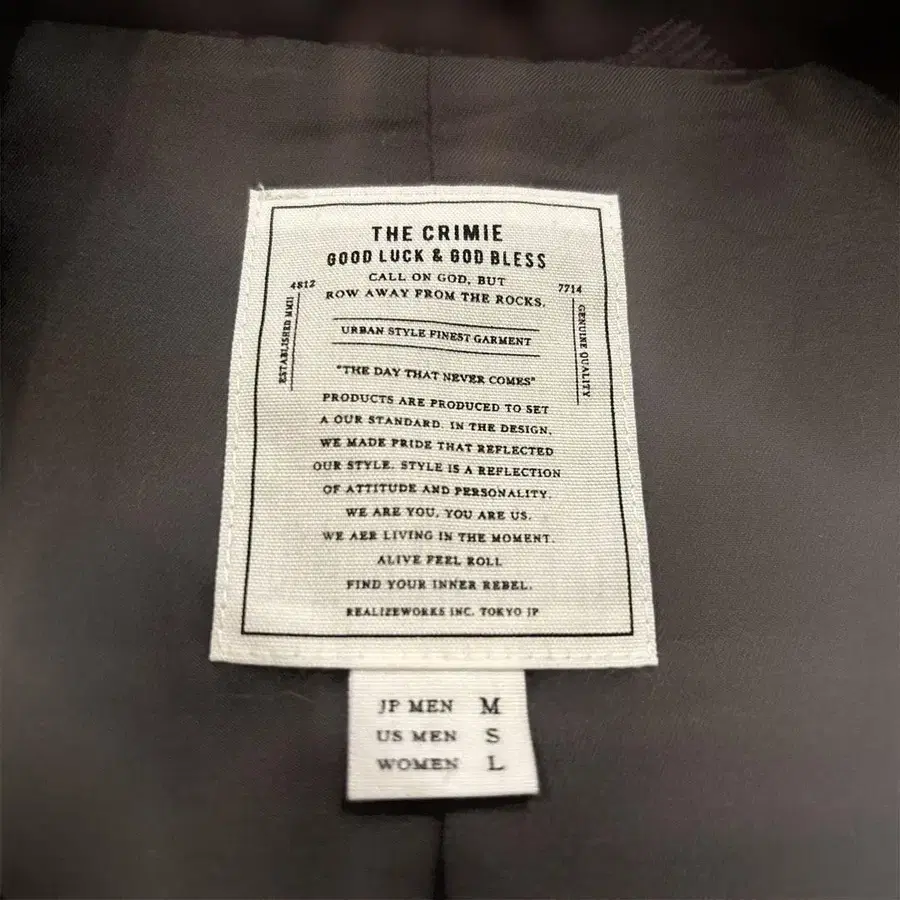 THE CRIMIE
GOOD LUCK & GOD BLESS
CALL ON GOD, BUT
ROW AWAY FROM THE ROCKS.
4812
ESTABLISHED MMII
7714
GENUINE QUALITY
URBAN STYLE FINEST GARMENT
"THE DAY THAT NEVER COMES"
PRODUCTS ARE PRODUCED TO SET
A OUR STANDARD. IN THE DESIGN,
WE MADE PRIDE THAT REFLECTED
OUR STYLE. STYLE IS A REFLECTION
OF ATTITUDE AND PERSONALITY.
WE ARE YOU, YOU ARE US.
WE AER LIVING IN THE MOMENT.
ALIVE FEEL ROLL
FIND YOUR INNER REBEL.
REALIZEWORKS INC. TOKYO JP
JP MEN M
US MEN S
WOMEN L